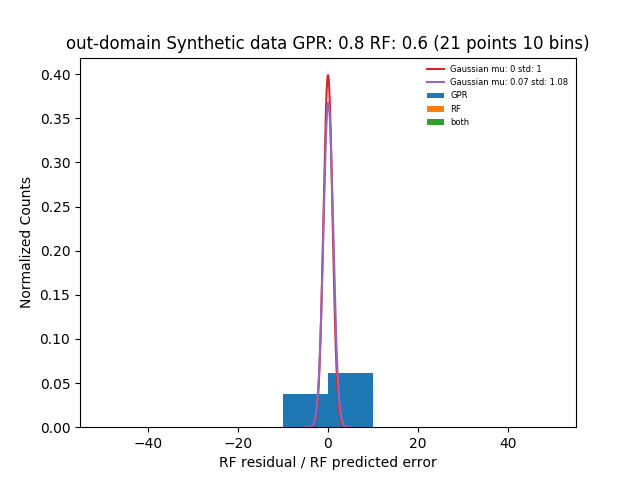 out-domain Synthetic data GPR: 0.8 RF: 0.6 (21 points 10 bins)
Gaussian mu: 0 std: 1
Gaussian mu: 0.07 std: 1.08
GPR
RF
both
Normalized Counts
0.40
0.35
0.30
0.25
0.20
0.15
0.10
0.05
0.00
−40
−20
0
20
40
RF residual / RF predicted error